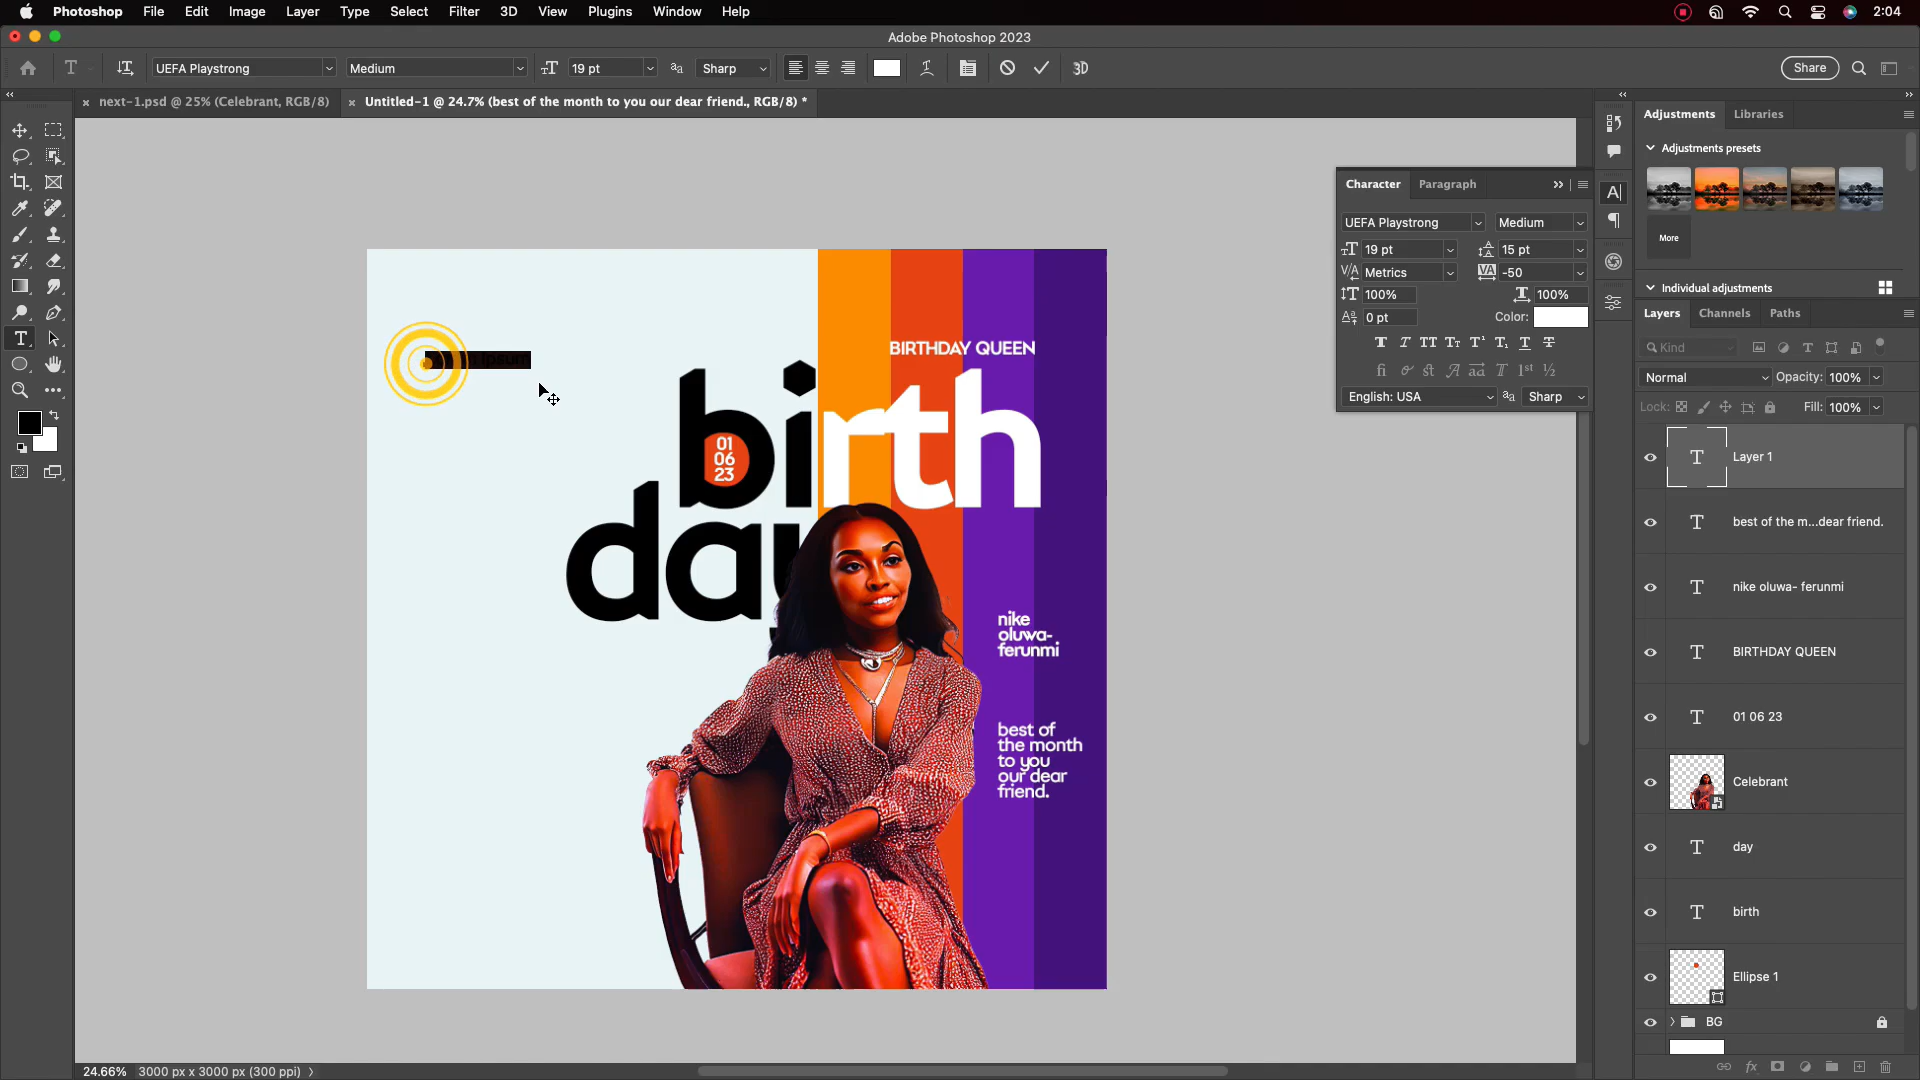 Photoshop File Edit Image Layer Type Select Filter 3D View Plugins Window Help 2:04
Adobe Photoshop 2023
T UEFA Playstrong Medium 19 pt Sharp 3D Share
next-1.psd @ 25% (Celebrant, RGB/8) Untitled-1 @ 24.7% (best of the month to you our dear friend., RGB/8) *
Adjustments Libraries
Adjustments presets
More
Individual adjustments
Character Paragraph
UEFA Playstrong Medium
19 pt 15 pt
Metrics -50
100% 100%
0 pt Color:
English: USA Sharp
Layers Channels Paths
Kind
Normal Opacity: 100%
Lock: Fill: 100%
Layer 1
best of the m...dear friend.
nike oluwa- ferunmi
BIRTHDAY QUEEN
01 06 23
Celebrant
day
birth
Ellipse 1
BG
BIRTHDAY QUEEN
birth
01
06
23
day
nike
oluwa-
ferunmi
best of
the month
to you
our dear
friend.
24.66% 3000 px x 3000 px (300 ppi)